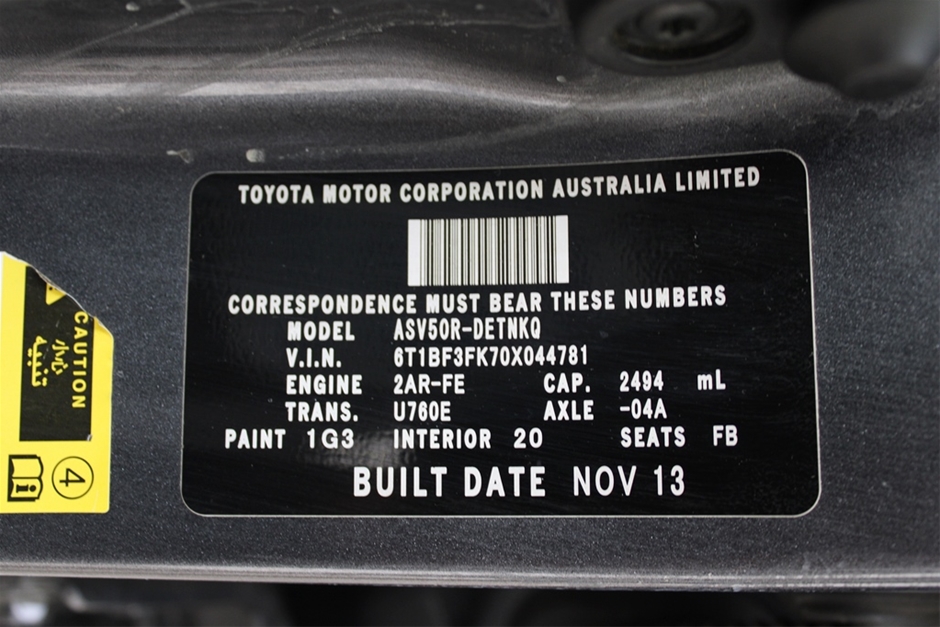 TOYOTA MOTOR CORPORATION AUSTRALIA LIMITED
CORRESPONDENCE MUST BEAR THESE NUMBERS
MODEL ASV50R-DETNKQ
V.I.N. 6T1BF3FK70X044781
ENGINE 2AR-FE CAP. 2494 mL
TRANS. U760E AXLE -04A
PAINT 1G3 INTERIOR 20 SEATS FB
BUILT DATE NOV 13
CAUTION
تنبيه
4